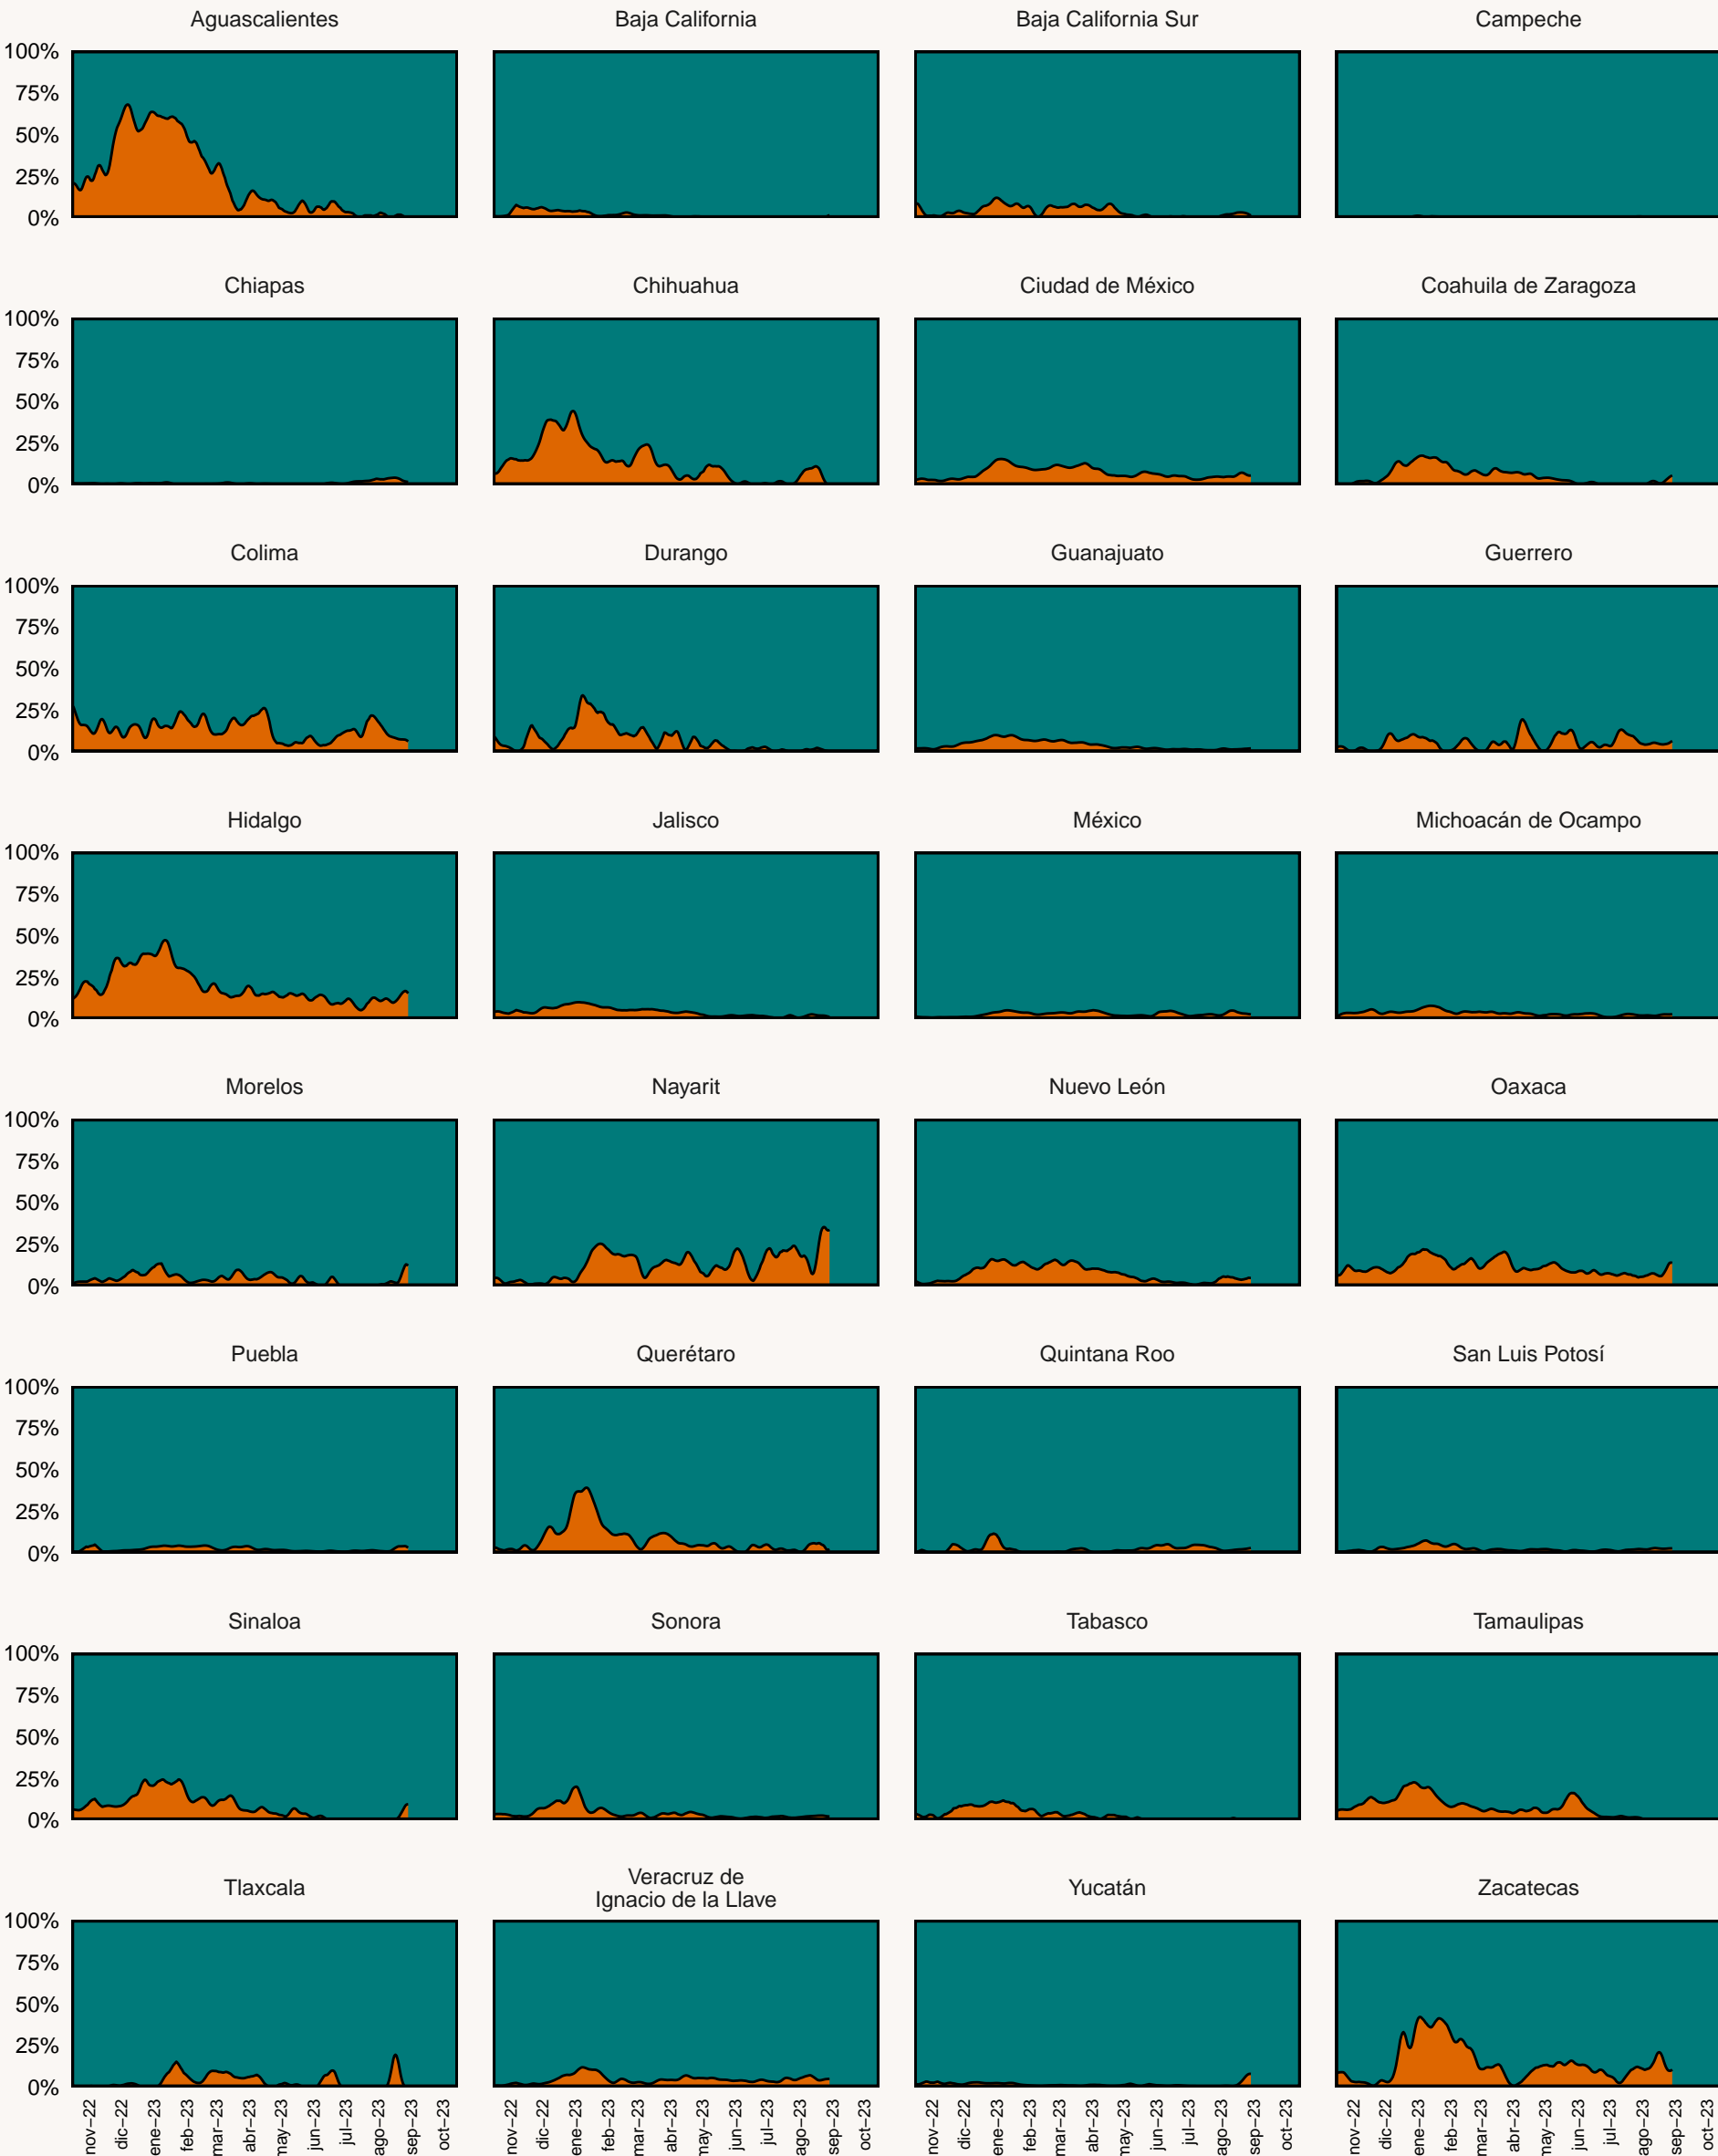 Aguascalientes
Baja California
Baja California Sur
Campeche
100%
75%
50%
25%
0%
Chiapas
Chihuahua
Ciudad de México
Coahuila de Zaragoza
100%
75%
50%
25%
0%
Colima
Durango
Guanajuato
Guerrero
100%
75%
50%
25%
0%
Hidalgo
Jalisco
México
Michoacán de Ocampo
100%
75%
50%
25%
0%
Morelos
Nayarit
Nuevo León
Oaxaca
100%
75%
50%
25%
0%
Puebla
Querétaro
Quintana Roo
San Luis Potosí
100%
75%
50%
25%
0%
Sinaloa
Sonora
Tabasco
Tamaulipas
100%
75%
50%
25%
0%
Tlaxcala
Veracruz de
Ignacio de la Llave
Yucatán
Zacatecas
100%
75%
50%
25%
0%
nov−22
dic−22
ene−23
feb−23
mar−23
abr−23
may−23
jun−23
jul−23
ago−23
sep−23
oct−23
nov−22
dic−22
ene−23
feb−23
mar−23
abr−23
may−23
jun−23
jul−23
ago−23
sep−23
oct−23
nov−22
dic−22
ene−23
feb−23
mar−23
abr−23
may−23
jun−23
jul−23
ago−23
sep−23
oct−23
nov−22
dic−22
ene−23
feb−23
mar−23
abr−23
may−23
jun−23
jul−23
ago−23
sep−23
oct−23